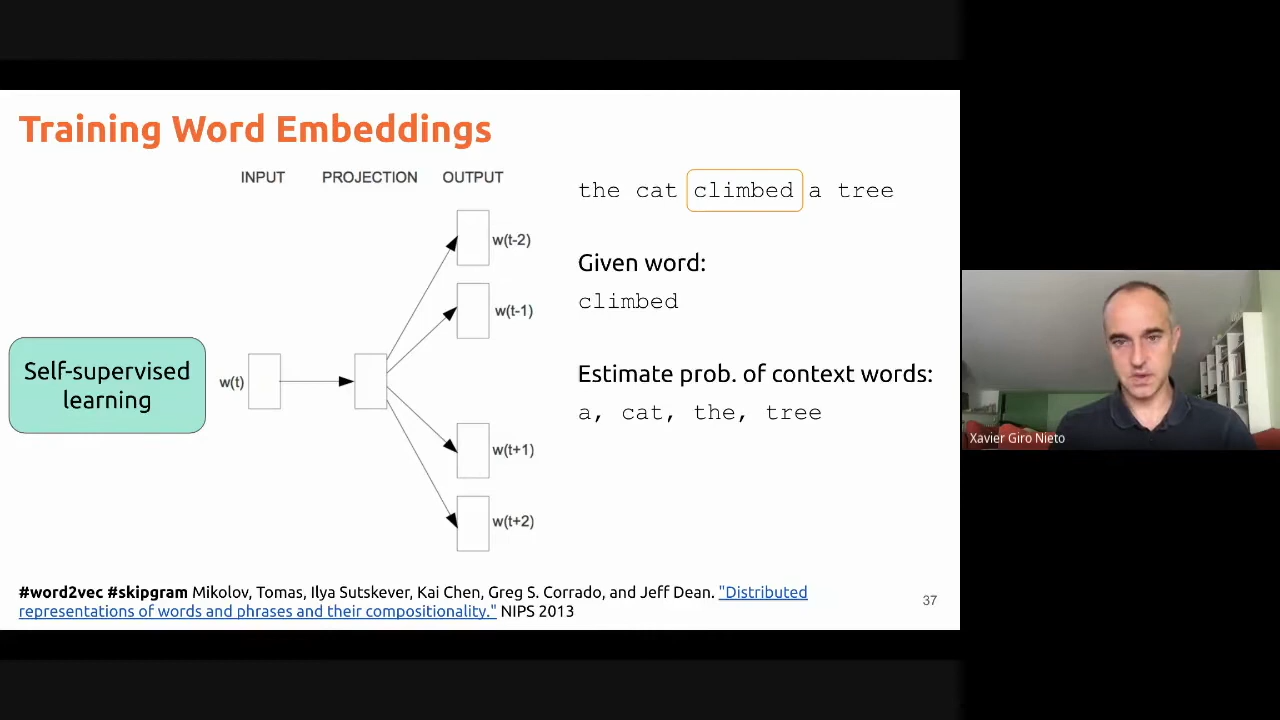 Training Word Embeddings
INPUT PROJECTION OUTPUT
w(t-2)
w(t-1)
w(t)
w(t+1)
w(t+2)
Self-supervised
learning
the cat climbed a tree
Given word:
climbed
Estimate prob. of context words:
a, cat, the, tree
#word2vec #skipgram Mikolov, Tomas, Ilya Sutskever, Kai Chen, Greg S. Corrado, and Jeff Dean. "Distributed
representations of words and phrases and their compositionality." NIPS 2013
37
Xavier Giro Nieto